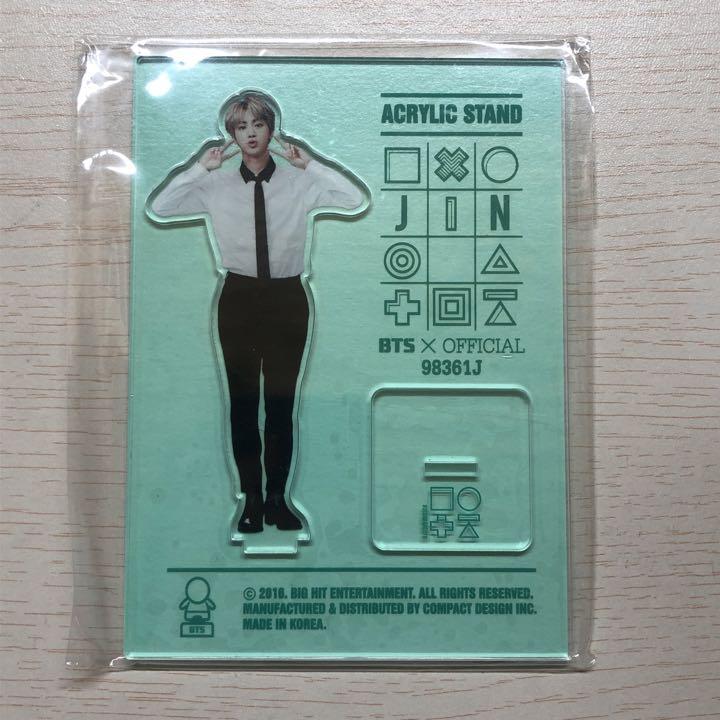 ACRYLIC STAND
JIN
BTS × OFFICIAL
98361J
© 2016. BIG HIT ENTERTAINMENT. ALL RIGHTS RESERVED.
MANUFACTURED & DISTRIBUTED BY COMPACT DESIGN INC.
MADE IN KOREA.
BTS